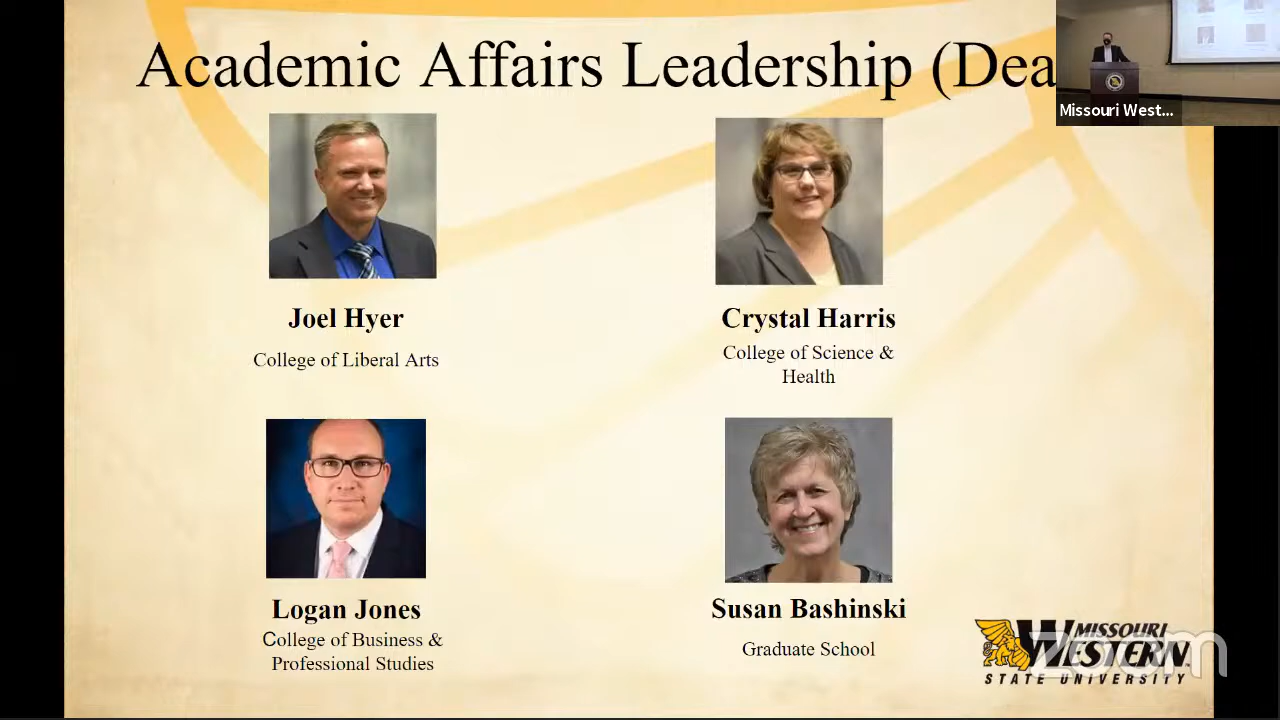 Academic Affairs Leadership (Dea
Missouri West...
Joel Hyer
College of Liberal Arts
Crystal Harris
College of Science &
Health
Logan Jones
College of Business &
Professional Studies
Susan Bashinski
Graduate School
MISSOURI
WESTERN
STATE UNIVERSITY
zoom